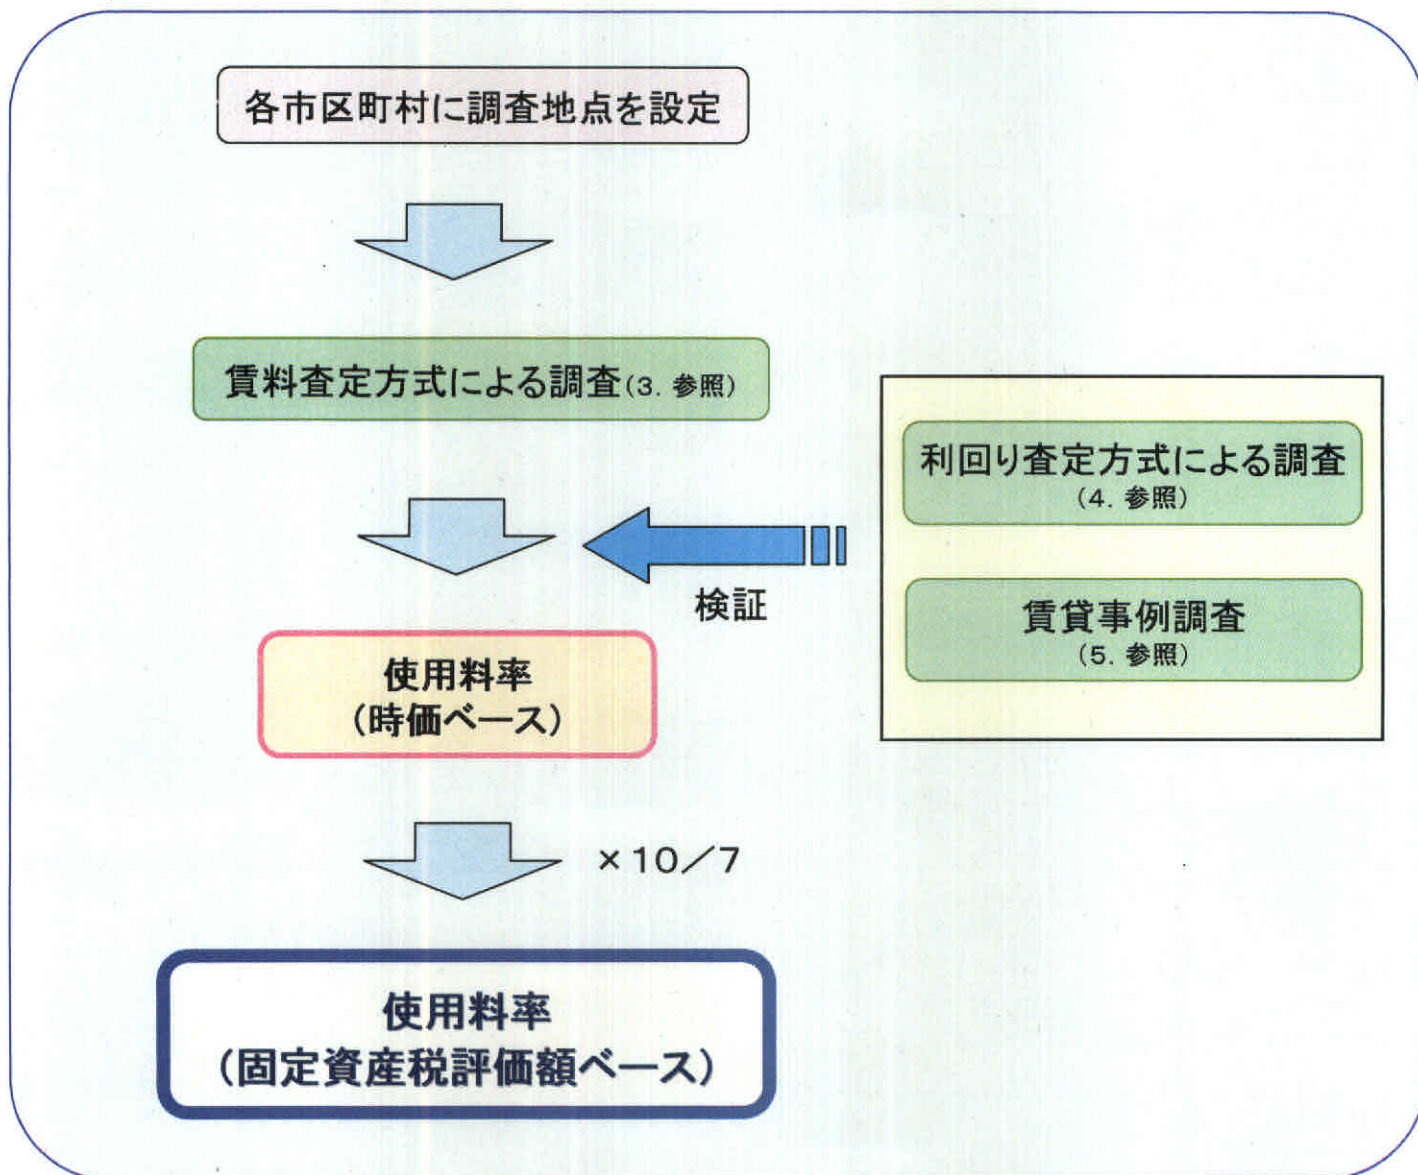 各市区町村に調査地点を設定
賃料査定方式による調査(3. 参照)
利回り査定方式による調査
(4. 参照)
賃貸事例調査
(5. 参照)
検証
使用料率
(時価ベース)
×10/7
使用料率
(固定資産税評価額ベース)